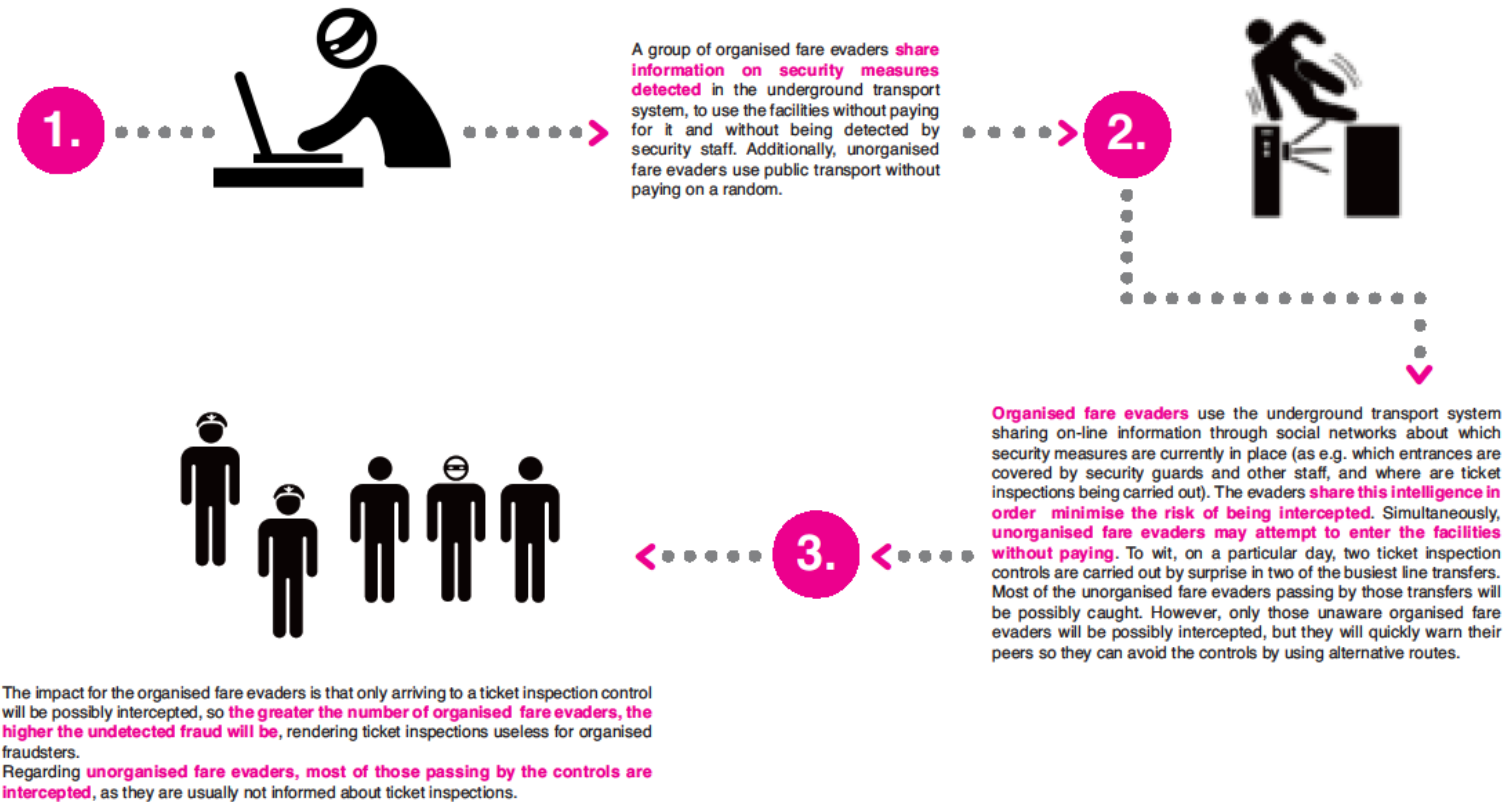 1.
A group of organised fare evaders share
information on security measures
detected in the underground transport
system, to use the facilities without paying
for it and without being detected by
security staff. Additionally, unorganised
fare evaders use public transport without
paying on a random.
2.
Organised fare evaders use the underground transport system
sharing on-line information through social networks about which
security measures are currently in place (as e.g. which entrances are
covered by security guards and other staff, and where are ticket
inspections being carried out). The evaders share this intelligence in
order minimise the risk of being intercepted. Simultaneously,
unorganised fare evaders may attempt to enter the facilities
without paying. To wit, on a particular day, two ticket inspection
controls are carried out by surprise in two of the busiest line transfers.
Most of the unorganised fare evaders passing by those transfers will
be possibly caught. However, only those unaware organised fare
evaders will be possibly intercepted, but they will quickly warn their
peers so they can avoid the controls by using alternative routes.
3.
The impact for the organised fare evaders is that only arriving to a ticket inspection control
will be possibly intercepted, so the greater the number of organised fare evaders, the
higher the undetected fraud will be, rendering ticket inspections useless for organised
fraudsters.
Regarding unorganised fare evaders, most of those passing by the controls are
intercepted, as they are usually not informed about ticket inspections.